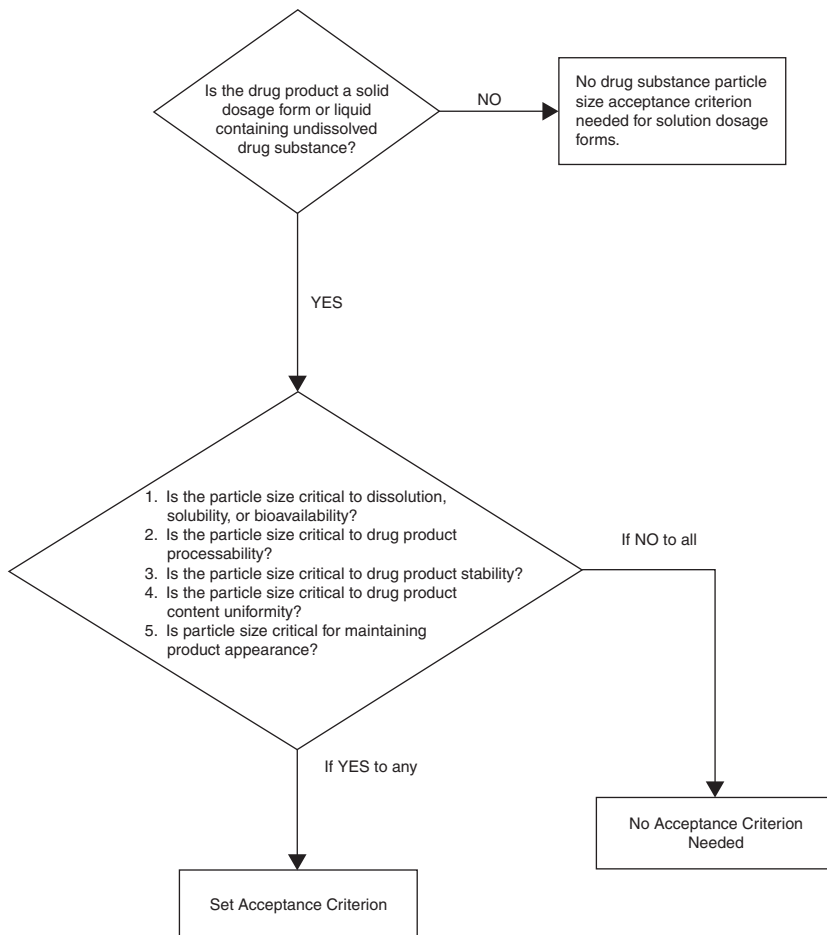 Is the drug product a solid
dosage form or liquid
containing undissolved
drug substance?
NO
No drug substance particle
size acceptance criterion
needed for solution dosage
forms.
YES
1. Is the particle size critical to dissolution,
solubility, or bioavailability?
2. Is the particle size critical to drug product
processability?
3. Is the particle size critical to drug product stability?
4. Is the particle size critical to drug product
content uniformity?
5. Is particle size critical for maintaining
product appearance?
If NO to all
If YES to any
No Acceptance Criterion
Needed
Set Acceptance Criterion